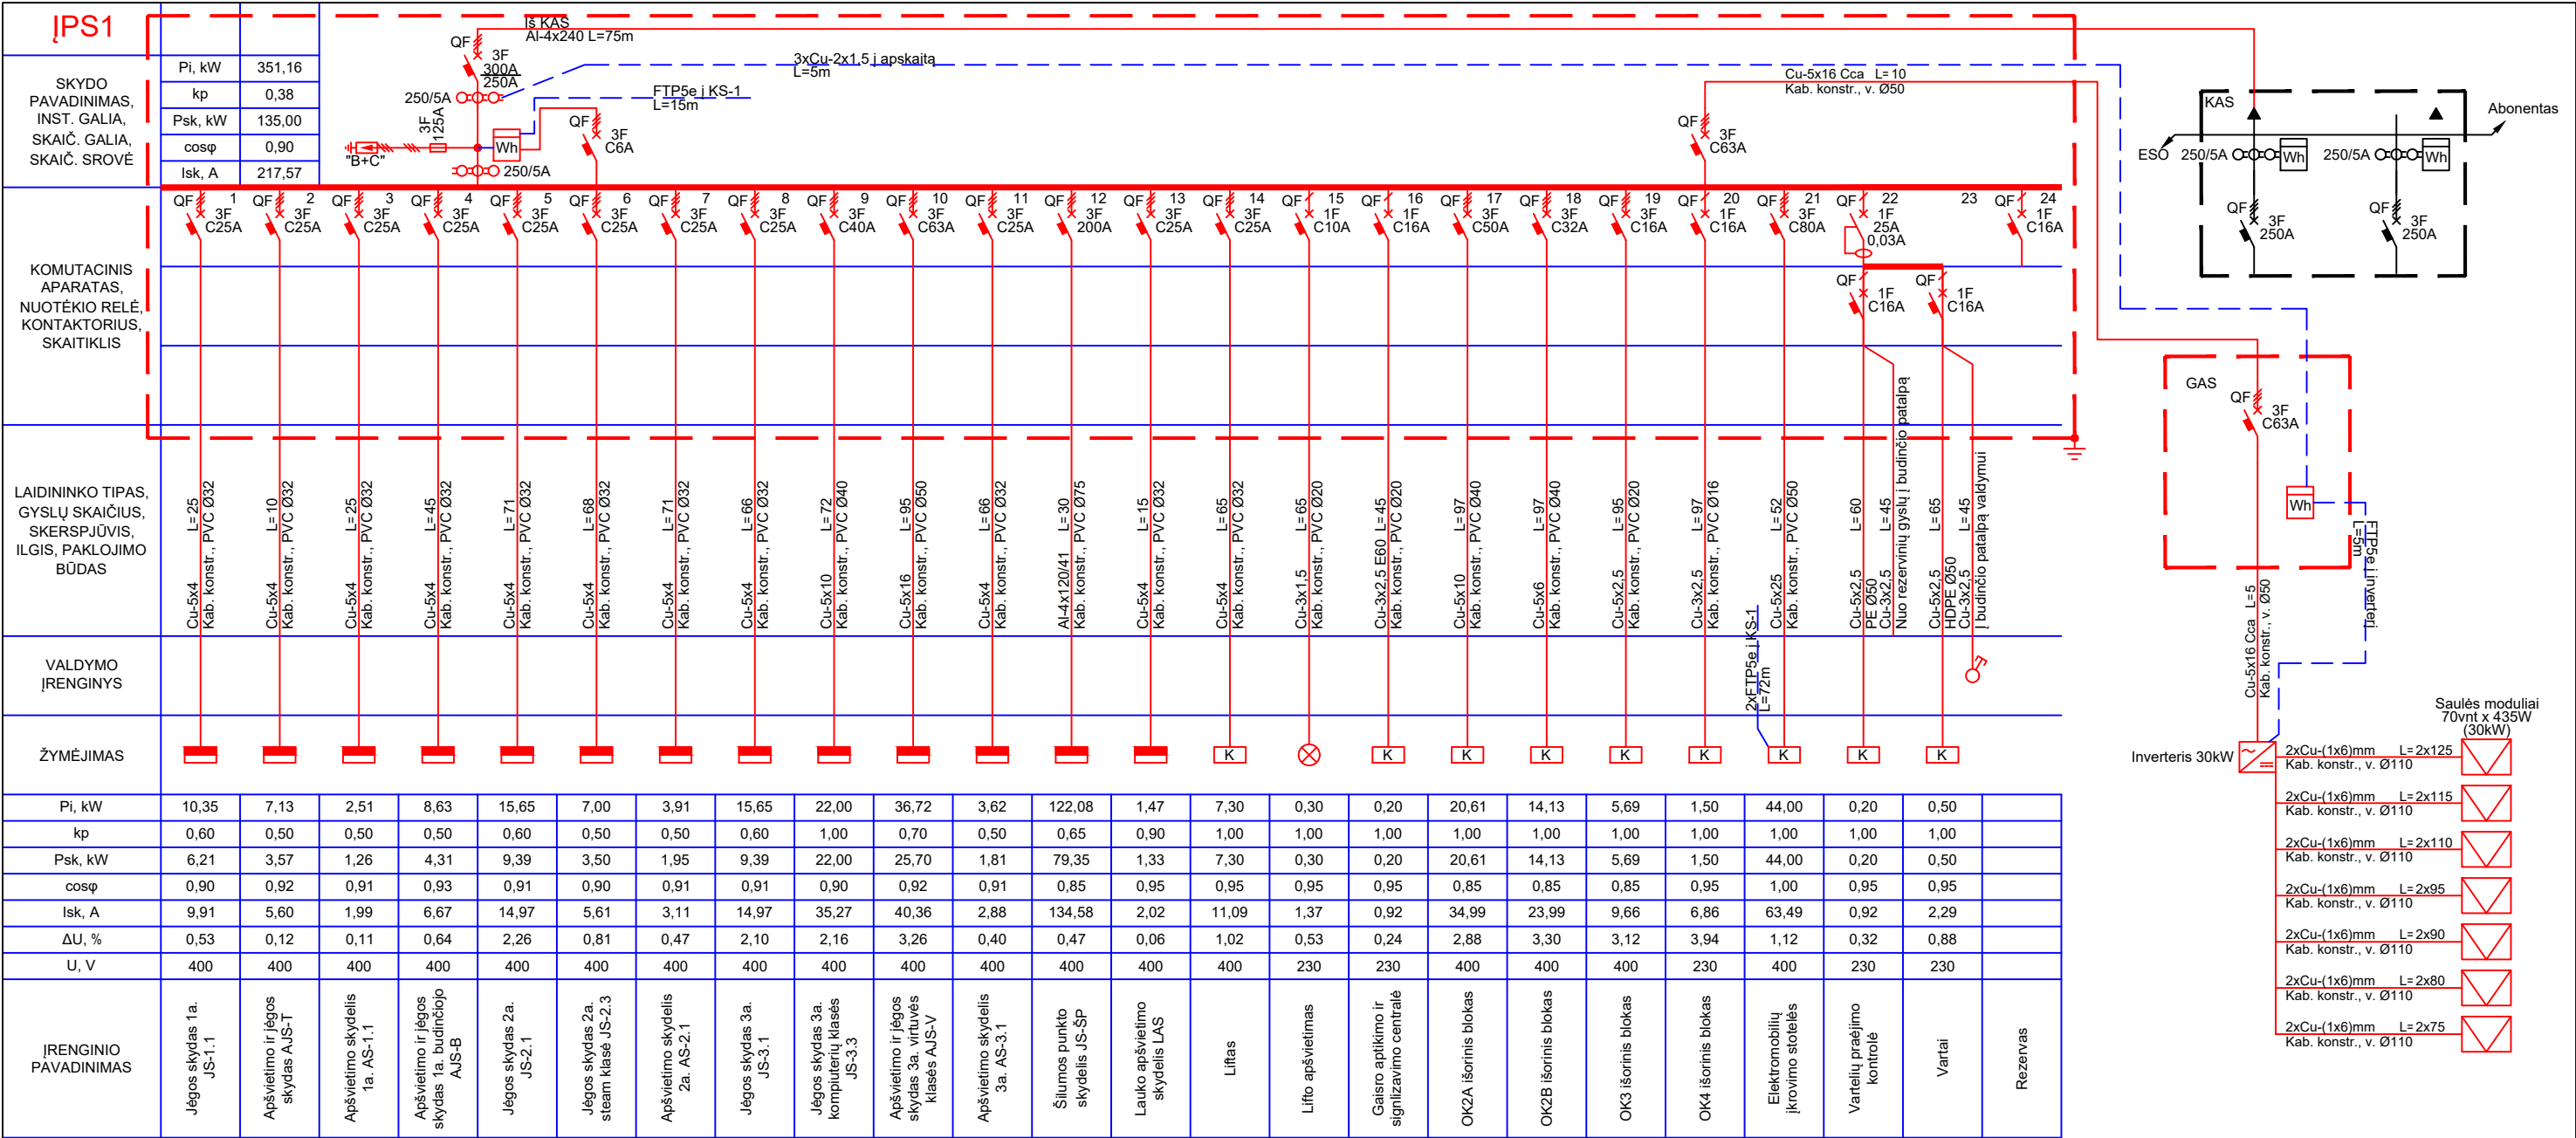 ĮPS1
SKYDO
PAVADINIMAS,
INST. GALIA,
SKAIČ. GALIA,
SKAIČ. SROVĖ
Pi, kW 351,16
kp 0,38
Psk, kW 135,00
cosφ 0,90
Isk, A 217,57
Iš KAS
Al-4x240 L=75m
QF
3F
300A
250A
250/5A
3xCu-2x1,5 į apskaitą
L=5m
FTP5e į KS-1
L=15m
3F
125A
"B+C"
Wh
QF
3F
C6A
250/5A
Cu-5x16 Cca L=10
Kab. konstr., v. Ø50
QF
3F
C63A
KAS
Abonentas
ESO
250/5A
Wh
250/5A
Wh
QF
3F
250A
QF
3F
250A
KOMUTACINIS
APARATAS,
NUOTĖKIO RELĖ,
KONTAKTORIUS,
SKAITIKLIS
QF 1 3F C25A
QF 2 3F C25A
QF 3 3F C25A
QF 4 3F C25A
QF 5 3F C25A
QF 6 3F C25A
QF 7 3F C25A
QF 8 3F C25A
QF 9 3F C40A
QF 10 3F C63A
QF 11 3F C25A
QF 12 3F 200A
QF 13 3F C25A
QF 14 3F C25A
QF 15 1F C10A
QF 16 1F C16A
QF 17 3F C50A
QF 18 3F C32A
QF 19 3F C16A
QF 20 1F C16A
QF 21 3F C80A
QF 22 1F 25A 0,03A
23
QF 24 1F C16A
QF 1F C16A
QF 1F C16A
GAS
QF
3F
C63A
Wh
FTP5e į inverterį
L=5m
Cu-5x16 Cca L=5
Kab. konstr., v. Ø50
LAIDININKO TIPAS,
GYSLŲ SKAIČIUS,
SKERSPJŪVIS,
ILGIS, PAKLOJIMO
BŪDAS
Cu-5x4 L=25
Kab. konstr., PVC Ø32
Cu-5x4 L=10
Kab. konstr., PVC Ø32
Cu-5x4 L=25
Kab. konstr., PVC Ø32
Cu-5x4 L=45
Kab. konstr., PVC Ø32
Cu-5x4 L=71
Kab. konstr., PVC Ø32
Cu-5x4 L=68
Kab. konstr., PVC Ø32
Cu-5x4 L=71
Kab. konstr., PVC Ø32
Cu-5x4 L=66
Kab. konstr., PVC Ø32
Cu-5x10 L=72
Kab. konstr., PVC Ø40
Cu-5x16 L=95
Kab. konstr., PVC Ø50
Cu-5x4 L=66
Kab. konstr., PVC Ø32
Al-4x120/41 L=30
Kab. konstr., PVC Ø75
Cu-5x4 L=15
Kab. konstr., PVC Ø32
Cu-5x4 L=65
Kab. konstr., PVC Ø32
Cu-3x1,5 L=65
Kab. konstr., PVC Ø20
Cu-3x2,5 E60 L=45
Kab. konstr., PVC Ø20
Cu-5x10 L=97
Kab. konstr., PVC Ø40
Cu-5x6 L=97
Kab. konstr., PVC Ø40
Cu-5x2,5 L=95
Kab. konstr., PVC Ø20
Cu-3x2,5 L=97
Kab. konstr., PVC Ø16
Cu-5x25 L=52
Kab. konstr., PVC Ø50
Cu-5x2,5 L=60
PE Ø50
Cu-3x2,5 L=45
Nuo rezervinių gyslų į budinčio patalpą
Cu-5x2,5 L=65
HDPE Ø50
Cu-3x2,5 L=45
Į budinčio patalpą valdymui
VALDYMO
ĮRENGINYS
2xFTP5e į KS-1
L=72m
ŽYMĖJIMAS
K K K K K K K K K
Inverteris 30kW
Saulės moduliai
70vnt x 435W
(30kW)
2xCu-(1x6)mm L=2x125
Kab. konstr., v. Ø110
2xCu-(1x6)mm L=2x115
Kab. konstr., v. Ø110
2xCu-(1x6)mm L=2x110
Kab. konstr., v. Ø110
2xCu-(1x6)mm L=2x95
Kab. konstr., v. Ø110
2xCu-(1x6)mm L=2x90
Kab. konstr., v. Ø110
2xCu-(1x6)mm L=2x80
Kab. konstr., v. Ø110
2xCu-(1x6)mm L=2x75
Kab. konstr., v. Ø110
Pi, kW 10,35 7,13 2,51 8,63 15,65 7,00 3,91 15,65 22,00 36,72 3,62 122,08 1,47 7,30 0,30 0,20 20,61 14,13 5,69 1,50 44,00 0,20 0,50
kp 0,60 0,50 0,50 0,50 0,60 0,50 0,50 0,60 1,00 0,70 0,50 0,65 0,90 1,00 1,00 1,00 1,00 1,00 1,00 1,00 1,00 1,00 1,00
Psk, kW 6,21 3,57 1,26 4,31 9,39 3,50 1,95 9,39 22,00 25,70 1,81 79,35 1,33 7,30 0,30 0,20 20,61 14,13 5,69 1,50 44,00 0,20 0,50
cosφ 0,90 0,92 0,91 0,93 0,91 0,90 0,91 0,91 0,90 0,92 0,91 0,85 0,95 0,95 0,95 0,95 0,85 0,85 0,85 0,95 1,00 0,95 0,95
Isk, A 9,91 5,60 1,99 6,67 14,97 5,61 3,11 14,97 35,27 40,36 2,88 134,58 2,02 11,09 1,37 0,92 34,99 23,99 9,66 6,86 63,49 0,92 2,29
ΔU, % 0,53 0,12 0,11 0,64 2,26 0,81 0,47 2,10 2,16 3,26 0,40 0,47 0,06 1,02 0,53 0,24 2,88 3,30 3,12 3,94 1,12 0,32 0,88
U, V 400 400 400 400 400 400 400 400 400 400 400 400 400 400 230 230 400 400 400 230 400 230 230
ĮRENGINIO
PAVADINIMAS
Jėgos skydas 1a.
JS-1.1
Apšvietimo ir jėgos
skydas AJS-T
Apšvietimo skydelis
1a. AS-1.1
Apšvietimo ir jėgos
skydas 1a. budinčiojo
AJS-B
Jėgos skydas 2a.
JS-2.1
Jėgos skydas 2a.
steam klasė JS-2.3
Apšvietimo skydelis
2a. AS-2.1
Jėgos skydas 3a.
JS-3.1
Jėgos skydas 3a.
kompiuterių klasės
JS-3.3
Apšvietimo ir jėgos
skydas 3a. virtuvės
klasės AJS-V
Apšvietimo skydelis
3a. AS-3.1
Šilumos punkto
skydelis JS-ŠP
Lauko apšvietimo
skydelis LAS
Liftas
Lifto apšvietimas
Gaisro aptikimo ir
signlizavimo centralė
OK2A išorinis blokas
OK2B išorinis blokas
OK3 išorinis blokas
OK4 išorinis blokas
Elektromobilių
įkrovimo stotelės
Vartelių praėjimo
kontrolė
Vartai
Rezervas